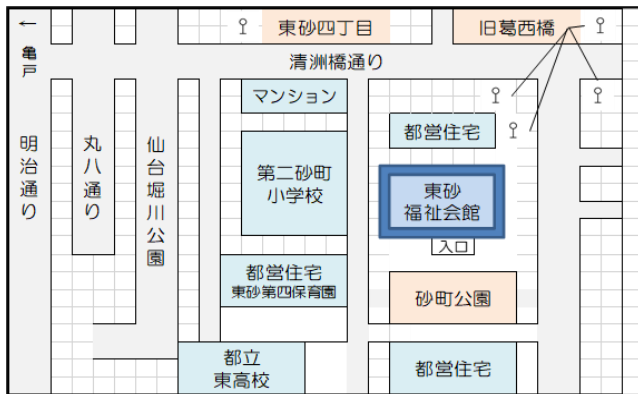 ←
亀戸
東砂四丁目
旧葛西橋
清洲橋通り
明治通り
丸八通り
仙台堀川公園
マンション
都営住宅
第二砂町
小学校
東砂
福祉会館
入口
都営住宅
東砂第四保育園
砂町公園
都立
東高校
都営住宅